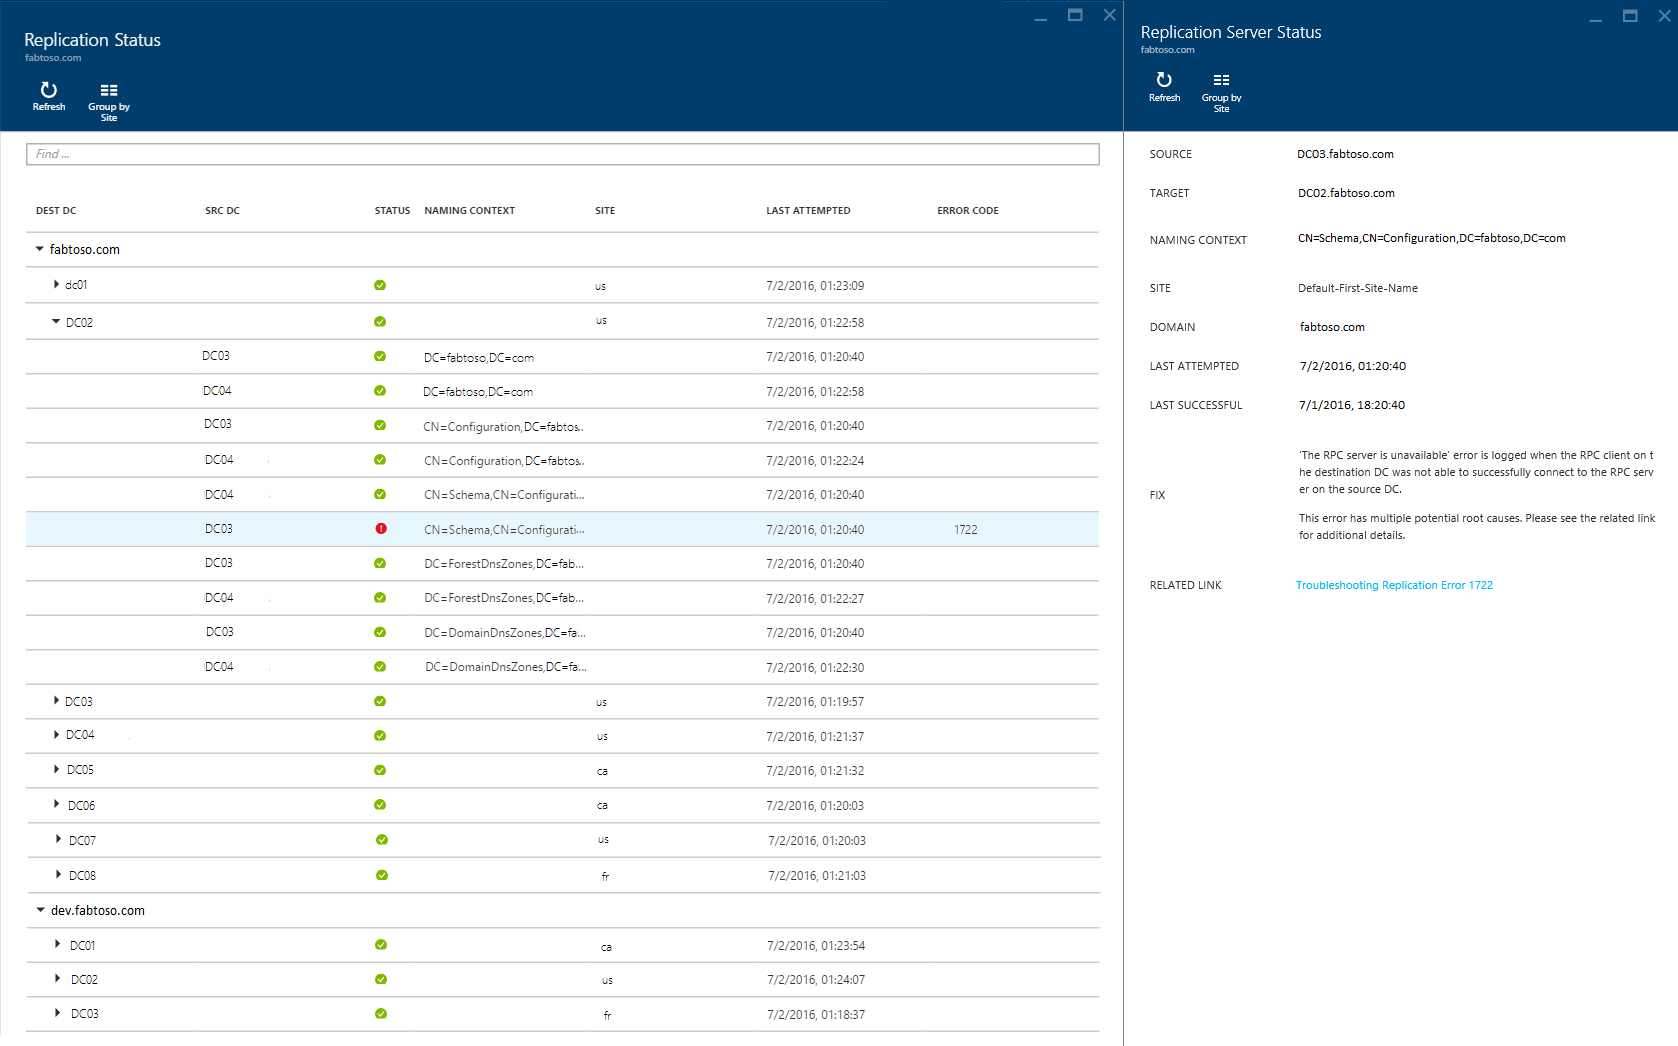 Replication Status
fabtoso.com
Refresh
Group by
Site
Find ...
DEST DC SRC DC STATUS NAMING CONTEXT SITE LAST ATTEMPTED ERROR CODE
fabtoso.com
dc01 us 7/2/2016, 01:23:09
DC02 us 7/2/2016, 01:22:58
DC03 DC=fabtoso,DC=com 7/2/2016, 01:20:40
DC04 DC=fabtoso,DC=com 7/2/2016, 01:22:58
DC03 CN=Configuration,DC=fabtos.. 7/2/2016, 01:20:40
DC04 CN=Configuration,DC=fabtos.. 7/2/2016, 01:22:24
DC04 CN=Schema,CN=Configurati... 7/2/2016, 01:20:40
DC03 CN=Schema,CN=Configurati... 7/2/2016, 01:20:40 1722
DC03 DC=ForestDnsZones,DC=fab... 7/2/2016, 01:20:40
DC04 DC=ForestDnsZones,DC=fab... 7/2/2016, 01:22:27
DC03 DC=DomainDnsZones,DC=fa... 7/2/2016, 01:20:40
DC04 DC=DomainDnsZones,DC=fa... 7/2/2016, 01:22:30
DC03 us 7/2/2016, 01:19:57
DC04 us 7/2/2016, 01:21:37
DC05 ca 7/2/2016, 01:21:32
DC06 ca 7/2/2016, 01:20:03
DC07 us 7/2/2016, 01:20:03
DC08 fr 7/2/2016, 01:21:03
dev.fabtoso.com
DC01 ca 7/2/2016, 01:23:54
DC02 us 7/2/2016, 01:24:07
DC03 fr 7/2/2016, 01:18:37
Replication Server Status
fabtoso.com
Refresh
Group by
Site
SOURCE DC03.fabtoso.com
TARGET DC02.fabtoso.com
NAMING CONTEXT CN=Schema,CN=Configuration,DC=fabtoso,DC=com
SITE Default-First-Site-Name
DOMAIN fabtoso.com
LAST ATTEMPTED 7/2/2016, 01:20:40
LAST SUCCESSFUL 7/1/2016, 18:20:40
FIX
'The RPC server is unavailable' error is logged when the RPC client on t
he destination DC was not able to successfully connect to the RPC serv
er on the source DC.
This error has multiple potential root causes. Please see the related link
for additional details.
RELATED LINK Troubleshooting Replication Error 1722